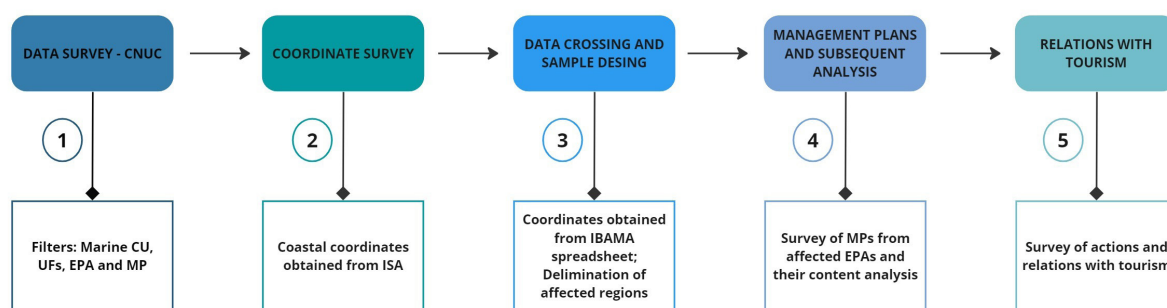 DATA SURVEY - CNUC
COORDINATE SURVEY
DATA CROSSING AND
SAMPLE DESING
MANAGEMENT PLANS
AND SUBSEQUENT
ANALYSIS
RELATIONS WITH
TOURISM
1
2
3
4
5
Filters: Marine CU,
UFs, EPA and MP
Coastal coordinates
obtained from ISA
Coordinates obtained
from IBAMA
spreadsheet;
Delimination of
affected regions
Survey of MPs from
affected EPAs and
their content analysis
Survey of actions and
relations with tourism